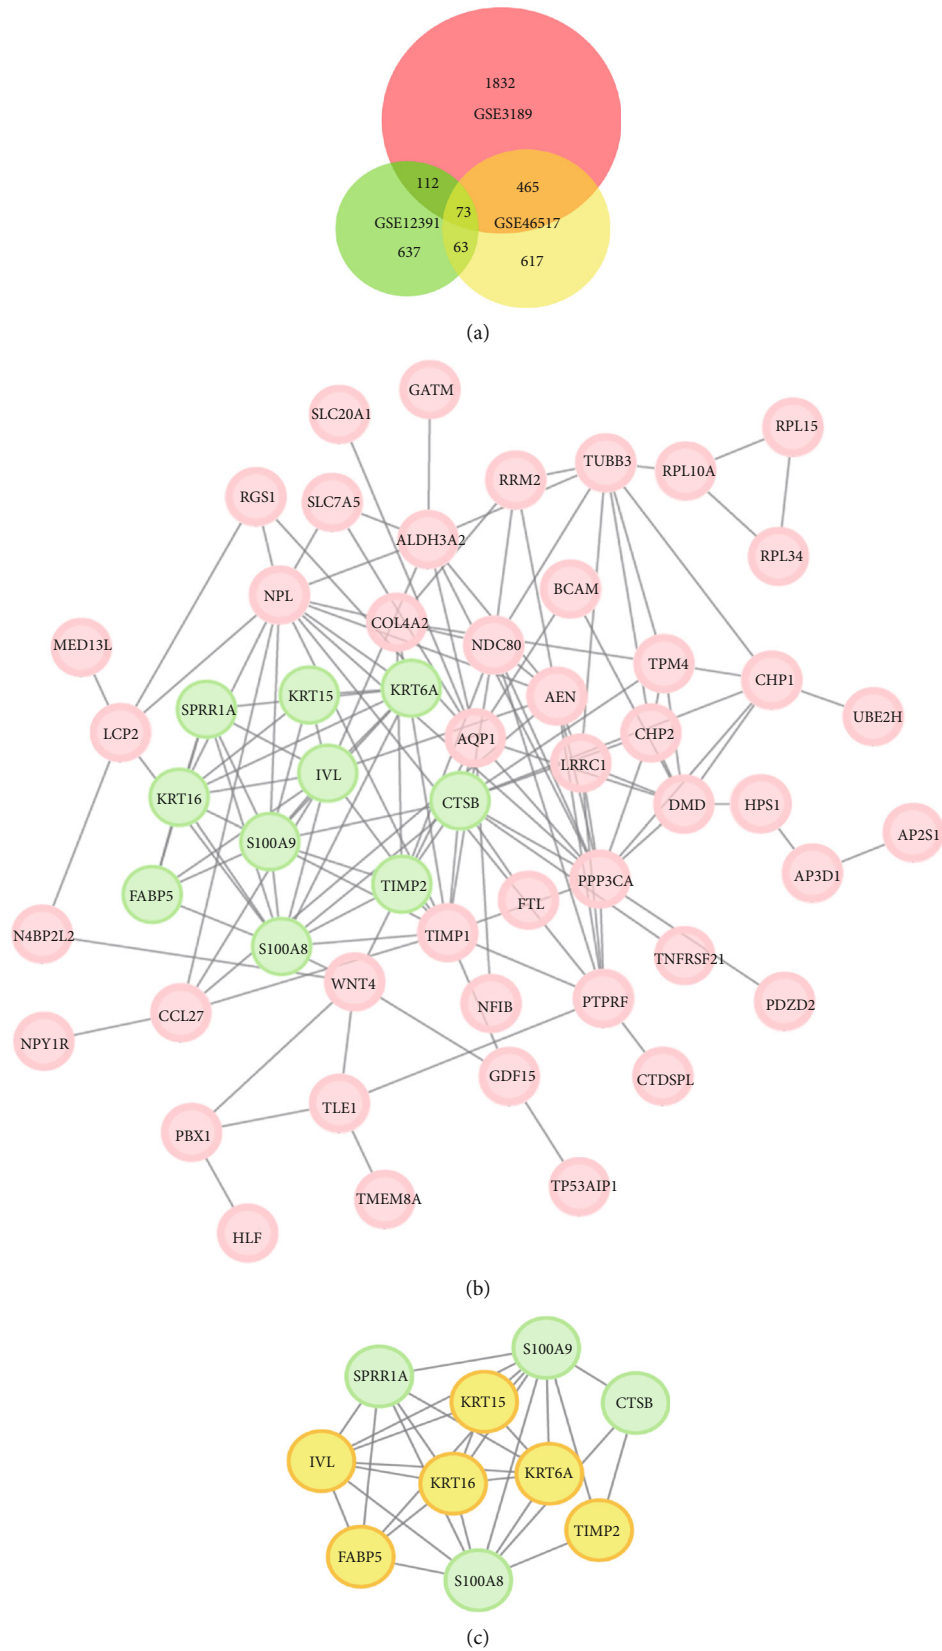 1832
GSE3189
112
465
73
GSE12391
GSE46517
637
63
617
(a)
GATM
SLC20A1
RPL15
TUBB3
RPL10A
RRM2
RGS1
SLC7A5
ALDH3A2
RPL34
BCAM
NPL
COL4A2
MED13L
NDC80
TPM4
CHP1
KRT15
KRT6A
SPRR1A
AEN
UBE2H
LCP2
AQP1
CHP2
LRRC1
IVL
KRT16
CTSB
DMD
HPS1
AP2S1
S100A9
AP3D1
TIMP2
PPP3CA
FABP5
FTL
N4BP2L2
TIMP1
S100A8
TNFRSF21
WNT4
NFIB
PTPRF
PDZD2
CCL27
NPY1R
GDF15
CTDSPL
TLE1
PBX1
TP53AIP1
TMEM8A
HLF
(b)
S100A9
SPRR1A
KRT15
CTSB
IVL
KRT16
KRT6A
TIMP2
FABP5
S100A8
(c)